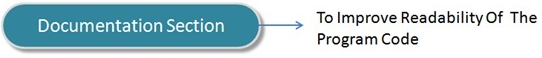 Documentation Section
To Improve Readability Of The
Program Code